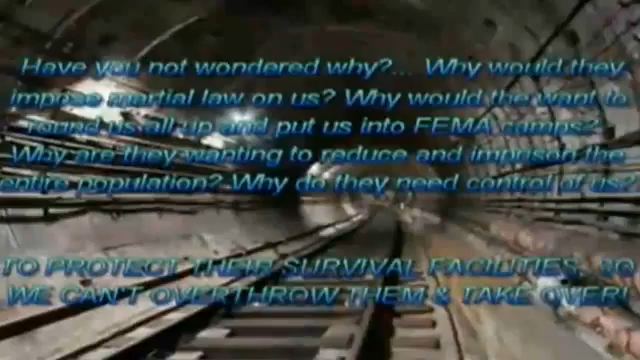 Have you not wondered why?... Why would they
impose martial law on us? Why would the want to
round us all up and put us into FEMA camps?
Why are they wanting to reduce and imprison the
entire population? Why do they need control of us?
TO PROTECT THEIR SURVIVAL FACILITIES, SO
WE CAN'T OVERTHROW THEM & TAKE OVER!